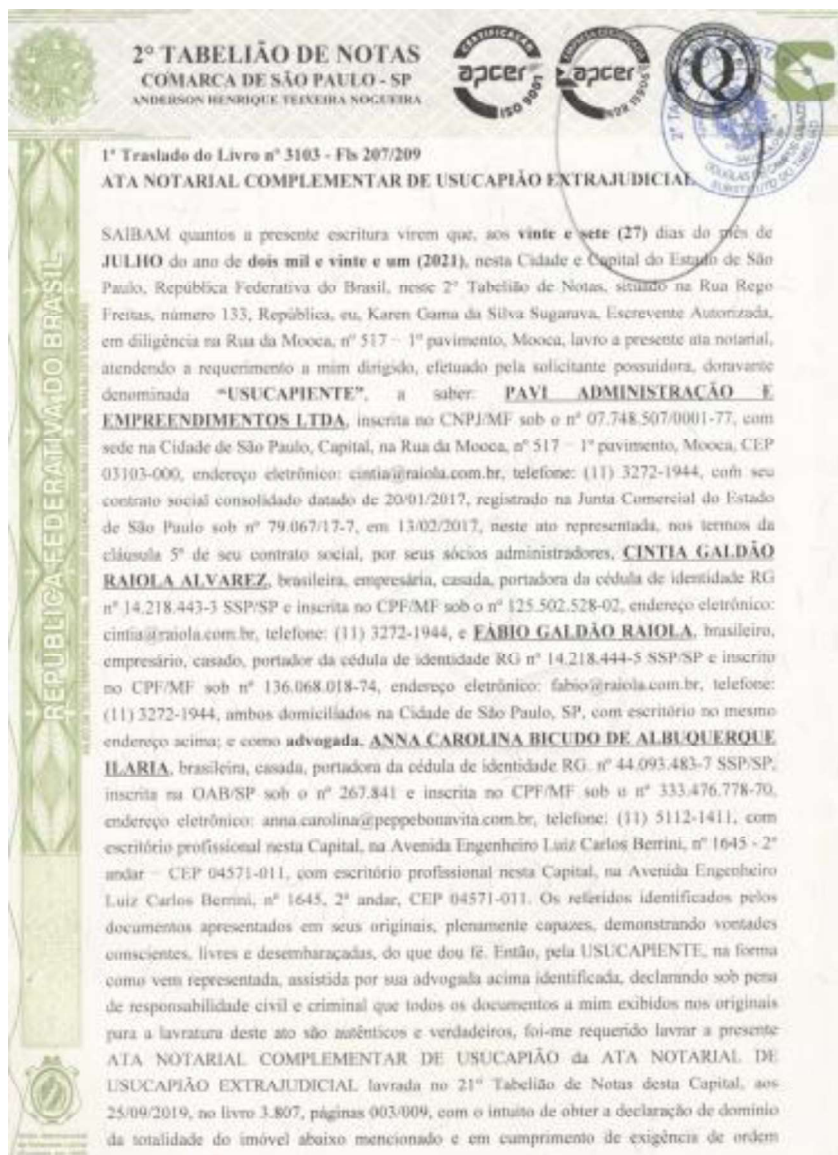 2º TABELIÃO DE NOTAS
COMARCA DE SÃO PAULO - SP
ANDERSON HENRIQUE TEIXEIRA NOGUEIRA
CERTIFICAÇÃO
apcer
ISO 9001
EMPRESA CERTIFICADA
apcer
NBR 15906
Q
1º Traslado do Livro nº 3103 - Fls 207/209
ATA NOTARIAL COMPLEMENTAR DE USUCAPIÃO EXTRAJUDICIAL
SAIBAM quantos a presente escritura virem que, aos vinte e sete (27) dias do mês de
JULHO do ano de dois mil e vinte e um (2021), nesta Cidade e Capital do Estado de São
Paulo, República Federativa do Brasil, nesse 2º Tabelião de Notas, situado na Rua Rego
Freitas, número 133, República, eu, Karen Gama da Silva Sugarava, Escrevente Autorizada,
em diligência na Rua da Mooca, nº 517 – 1º pavimento, Mooca, lavro a presente ata notarial,
atendendo a requerimento a mim dirigido, efetuado pela solicitante possuidora, doravante
denominada "USUCAPIENTE", a saber: PAVI ADMINISTRAÇÃO E
EMPREENDIMENTOS LTDA, inscrita no CNPJ/MF sob o nº 07.748.507/0001-77, com
sede na Cidade de São Paulo, Capital, na Rua da Mooca, nº 517 – 1º pavimento, Mooca, CEP
03103-000, endereço eletrônico: cintia@raiola.com.br, telefone: (11) 3272-1944, com seu
contrato social consolidado datado de 20/01/2017, registrado na Junta Comercial do Estado
de São Paulo sob nº 79.067/17-7, em 13/02/2017, neste ato representada, nos termos da
cláusula 5ª de seu contrato social, por seus sócios administradores, CINTIA GALDÃO
RAIOLA ALVAREZ, brasileira, empresária, casada, portadora da cédula de identidade RG
nº 14.218.443-3 SSP/SP e inscrita no CPF/MF sob o nº 125.502.528-02, endereço eletrônico:
cintia@raiola.com.br, telefone: (11) 3272-1944, e FÁBIO GALDÃO RAIOLA, brasileiro,
empresário, casado, portador da cédula de identidade RG nº 14.218.444-5 SSP/SP e inscrito
no CPF/MF sob nº 136.068.018-74, endereço eletrônico: fabio@raiola.com.br, telefone:
(11) 3272-1944, ambos domiciliados na Cidade de São Paulo, SP, com escritório no mesmo
endereço acima; e como advogada, ANNA CAROLINA BICUDO DE ALBUQUERQUE
ILARIA, brasileira, casada, portadora da cédula de identidade RG. nº 44.093.483-7 SSP/SP,
inscrita na OAB/SP sob o nº 267.841 e inscrita no CPF/MF sob o nº 333.476.778-70,
endereço eletrônico: anna.carolina@peppebonavita.com.br, telefone: (11) 5112-1411, com
escritório profissional nesta Capital, na Avenida Engenheiro Luiz Carlos Berrini, nº 1645 - 2º
andar – CEP 04571-011, com escritório profissional nesta Capital, na Avenida Engenheiro
Luiz Carlos Berrini, nº 1645, 2º andar, CEP 04571-011. Os referidos identificados pelos
documentos apresentados em seus originais, plenamente capazes, demonstrando vontades
conscientes, livres e desembaraçadas, do que dou fé. Então, pela USUCAPIENTE, na forma
como vem representada, assistida por sua advogada acima identificada, declarando sob pena
de responsabilidade civil e criminal que todos os documentos a mim exibidos nos originais
para a lavratura deste ato são autênticos e verdadeiros, foi-me requerido lavrar a presente
ATA NOTARIAL COMPLEMENTAR DE USUCAPIÃO da ATA NOTARIAL DE
USUCAPIÃO EXTRAJUDICIAL lavrada no 21º Tabelião de Notas desta Capital, aos
25/09/2019, no livro 3.807, páginas 003/009, com o intuito de obter a declaração de domínio
da totalidade do imóvel abaixo mencionado e em cumprimento de exigência de ordem
REPÚBLICA FEDERATIVA DO BRASIL
SUBSTITUTO DO TABELIÃO